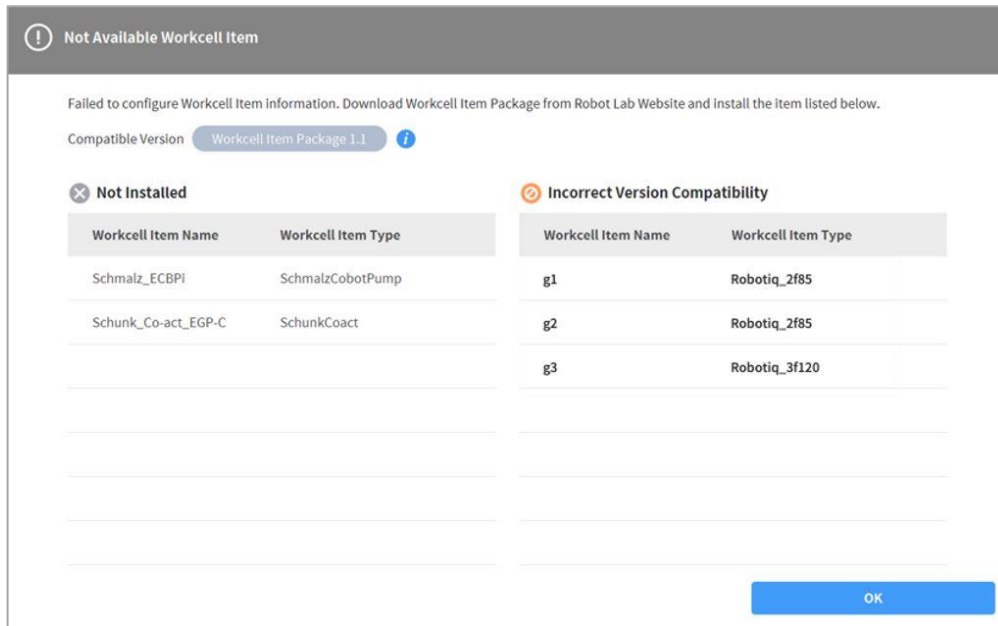 Not Available Workcell Item
Failed to configure Workcell Item information. Download Workcell Item Package from Robot Lab Website and install the item listed below.
Compatible Version Workcell Item Package 1.1 i
Not Installed
Workcell Item Name Workcell Item Type
Schmalz_ECBPi SchmalzCobotPump
Schunk_Co-act_EGP-C SchunkCoact
Incorrect Version Compatibility
Workcell Item Name Workcell Item Type
g1 Robotiq_2f85
g2 Robotiq_2f85
g3 Robotiq_3f120
OK